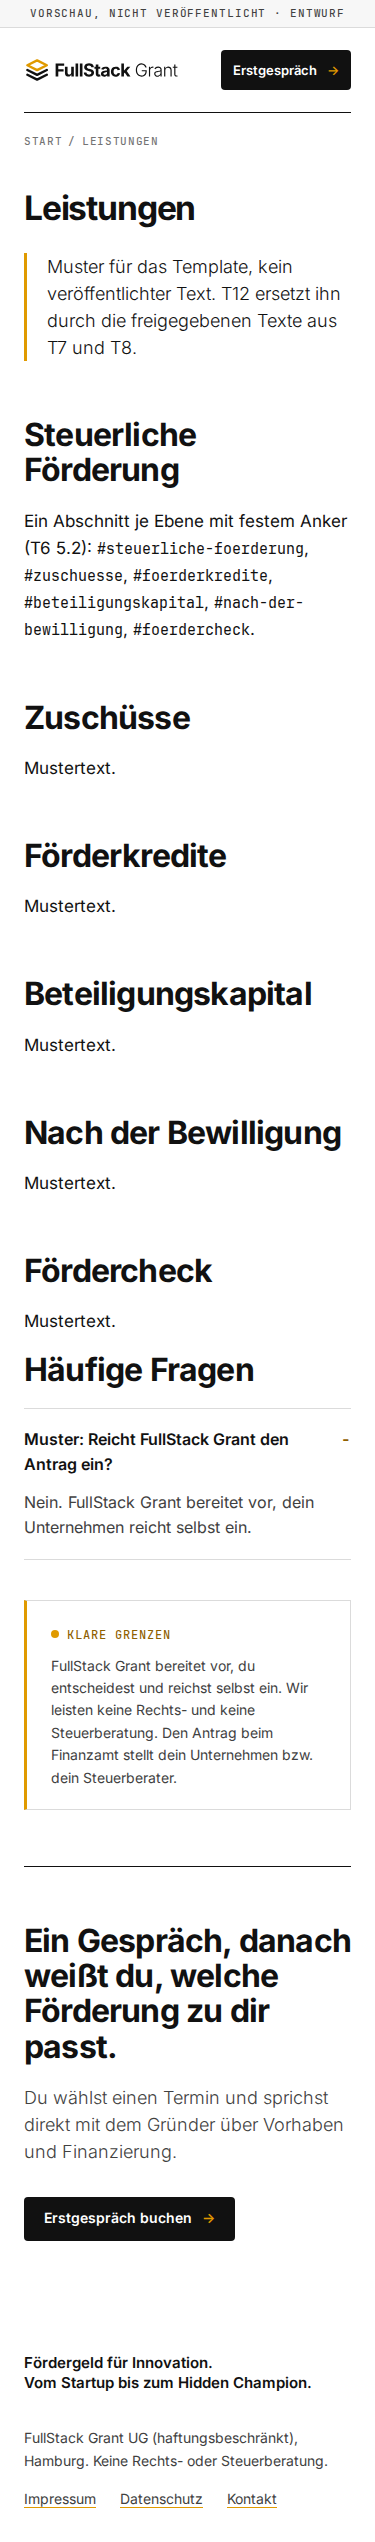 VORSCHAU, NICHT VERÖFFENTLICHT · ENTWURF
FullStack Grant
Erstgespräch →
START / LEISTUNGEN
Leistungen
Muster für das Template, kein
veröffentlichter Text. T12 ersetzt ihn
durch die freigegebenen Texte aus
T7 und T8.
Steuerliche
Förderung
Ein Abschnitt je Ebene mit festem Anker
(T6 5.2): #steuerliche-foerderung,
#zuschuesse, #foerderkredite,
#beteiligungskapital, #nach-der-
bewilligung, #foerdercheck.
Zuschüsse
Mustertext.
Förderkredite
Mustertext.
Beteiligungskapital
Mustertext.
Nach der Bewilligung
Mustertext.
Fördercheck
Mustertext.
Häufige Fragen
Muster: Reicht FullStack Grant den -
Antrag ein?
Nein. FullStack Grant bereitet vor, dein
Unternehmen reicht selbst ein.
KLARE GRENZEN
FullStack Grant bereitet vor, du
entscheidest und reichst selbst ein. Wir
leisten keine Rechts- und keine
Steuerberatung. Den Antrag beim
Finanzamt stellt dein Unternehmen bzw.
dein Steuerberater.
Ein Gespräch, danach
weißt du, welche
Förderung zu dir
passt.
Du wählst einen Termin und sprichst
direkt mit dem Gründer über Vorhaben
und Finanzierung.
Erstgespräch buchen →
Fördergeld für Innovation.
Vom Startup bis zum Hidden Champion.
FullStack Grant UG (haftungsbeschränkt),
Hamburg. Keine Rechts- oder Steuerberatung.
Impressum Datenschutz Kontakt